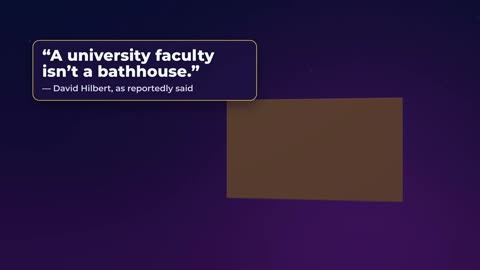 “A university faculty
isn’t a bathhouse.”
— David Hilbert, as reportedly said